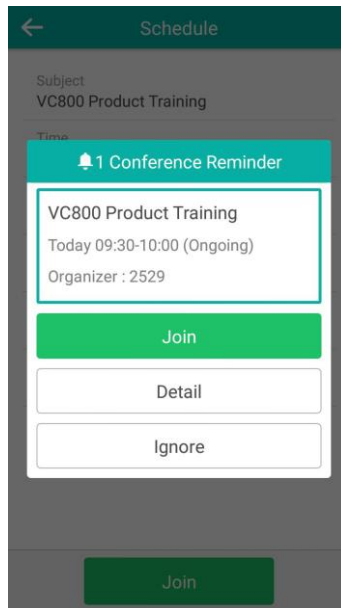 Schedule
Subject
VC800 Product Training
Time
1 Conference Reminder
VC800 Product Training
Today 09:30-10:00 (Ongoing)
Organizer : 2529
Join
Detail
Ignore
Join